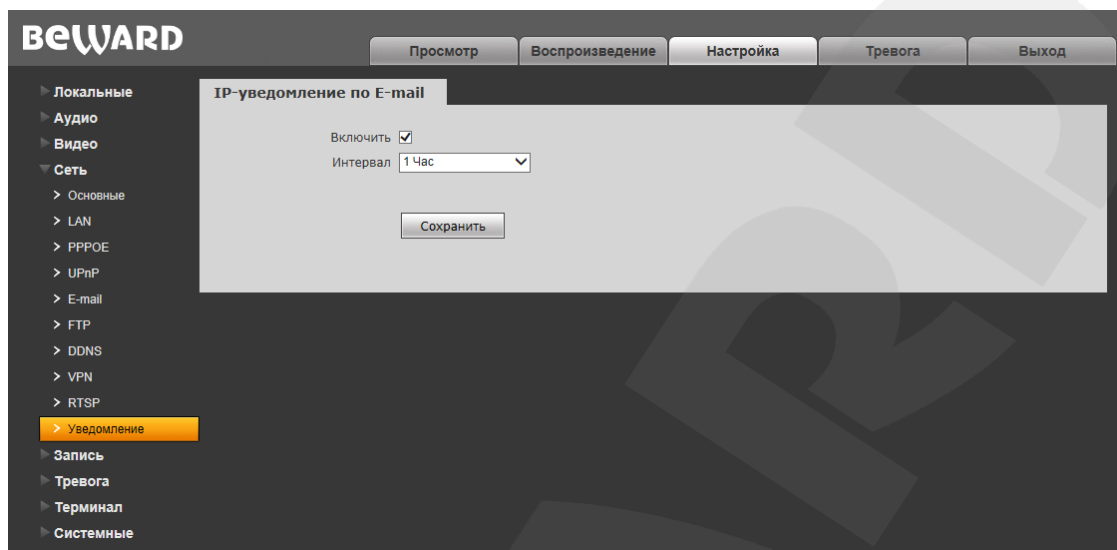 BEWARD
Просмотр
Воспроизведение
Настройка
Тревога
Выход
Локальные
Аудио
Видео
Сеть
> Основные
> LAN
> PPPOE
> UPnP
> E-mail
> FTP
> DDNS
> VPN
> RTSP
> Уведомление
Запись
Тревога
Терминал
Системные
IP-уведомление по E-mail
Включить
Интервал 1 Час
Сохранить